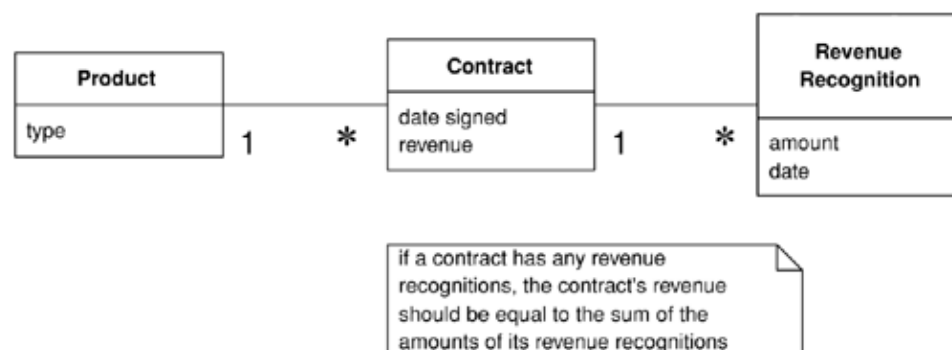 Product
type
1
*
Contract
date signed
revenue
1
*
Revenue
Recognition
amount
date
if a contract has any revenue
recognitions, the contract's revenue
should be equal to the sum of the
amounts of its revenue recognitions